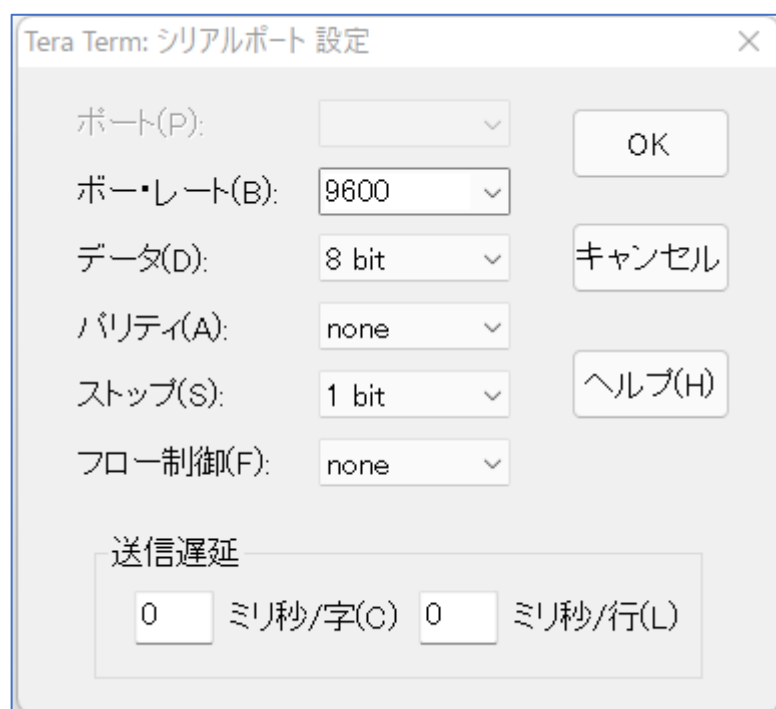 Tera Term: シリアルポート 設定
ポート(P):
OK
ボー・レート(B): 9600
データ(D): 8 bit
キャンセル
パリティ(A): none
ストップ(S): 1 bit
ヘルプ(H)
フロー制御(F): none
送信遅延
0 ミリ秒/字(C) 0 ミリ秒/行(L)